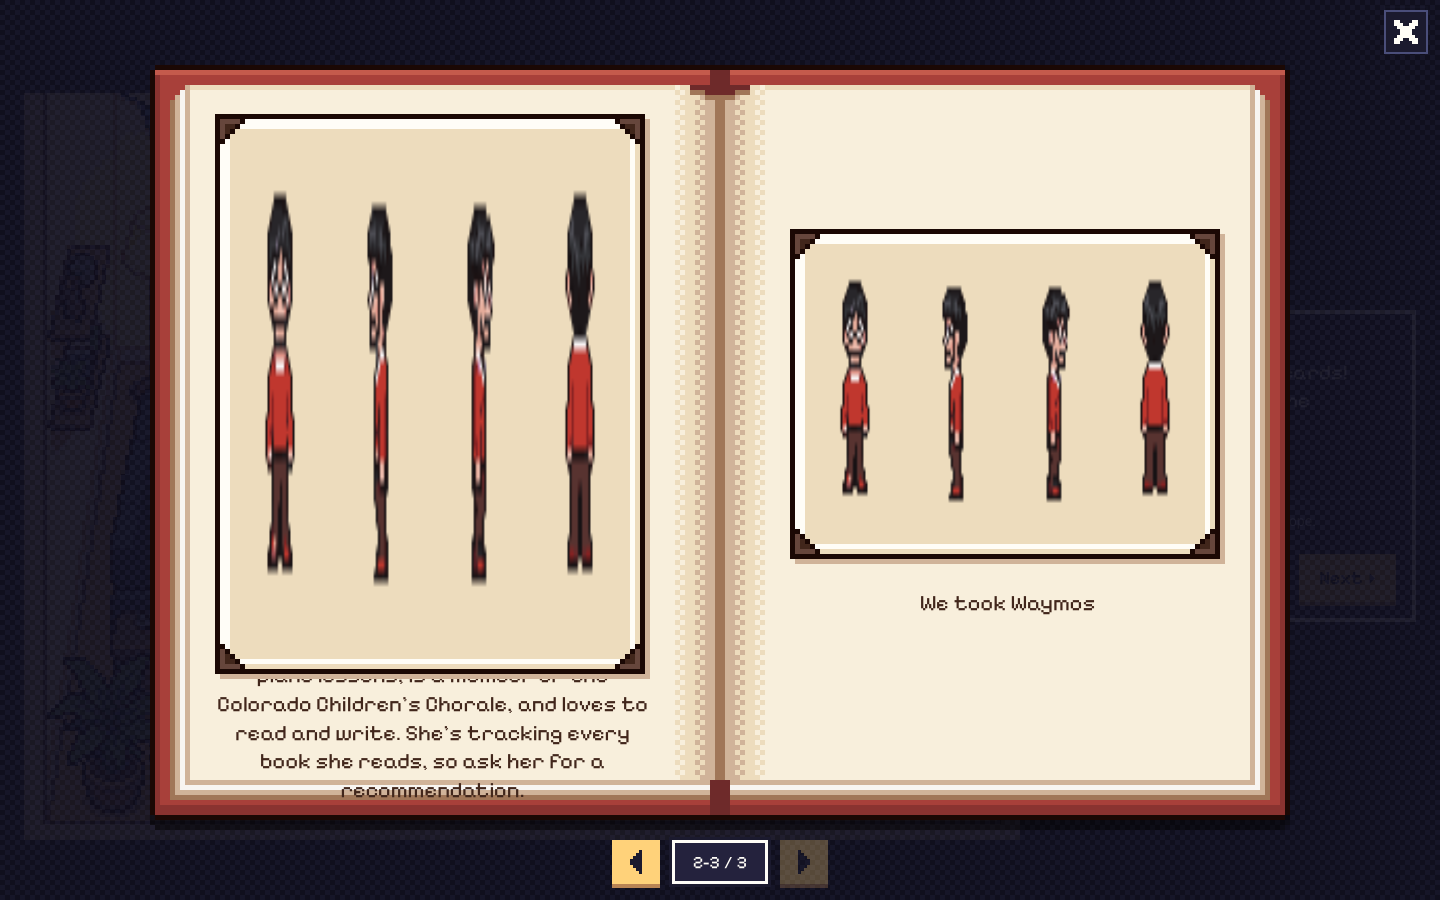 Colorado Children's Chorale, and loves to
read and write. She's tracking every
book she reads, so ask her for a
recommendation.
We took Waymos
2-3 / 3
Next